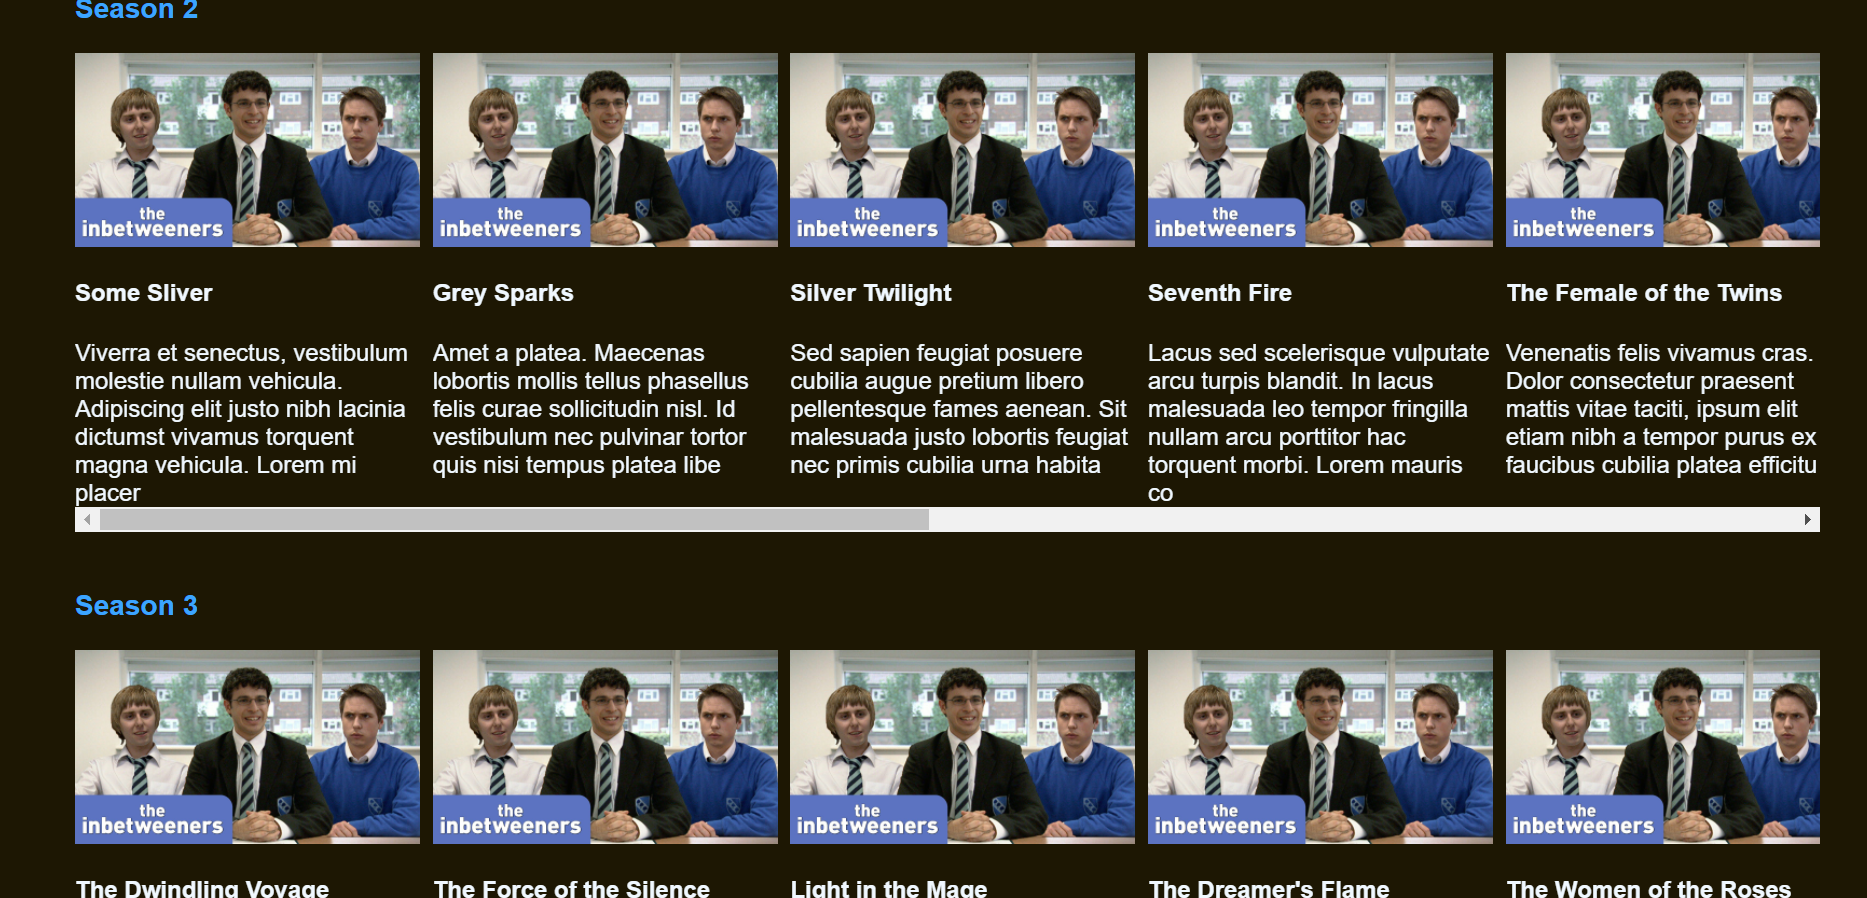 Season 2
the
inbetweeners
the
inbetweeners
the
inbetweeners
the
inbetweeners
the
inbetweeners
Some Sliver
Viverra et senectus, vestibulum
molestie nullam vehicula.
Adipiscing elit justo nibh lacinia
dictumst vivamus torquent
magna vehicula. Lorem mi
placer
Grey Sparks
Amet a platea. Maecenas
lobortis mollis tellus phasellus
felis curae sollicitudin nisl. Id
vestibulum nec pulvinar tortor
quis nisi tempus platea libe
Silver Twilight
Sed sapien feugiat posuere
cubilia augue pretium libero
pellentesque fames aenean. Sit
malesuada justo lobortis feugiat
nec primis cubilia urna habita
Seventh Fire
Lacus sed scelerisque vulputate
arcu turpis blandit. In lacus
malesuada leo tempor fringilla
nullam arcu porttitor hac
torquent morbi. Lorem mauris
co
The Female of the Twins
Venenatis felis vivamus cras.
Dolor consectetur praesent
mattis vitae taciti, ipsum elit
etiam nibh a tempor purus ex
faucibus cubilia platea efficitu
Season 3
the
inbetweeners
the
inbetweeners
the
inbetweeners
the
inbetweeners
the
inbetweeners
The Dwindling Voyage
The Force of the Silence
Light in the Mage
The Dreamer's Flame
The Women of the Roses